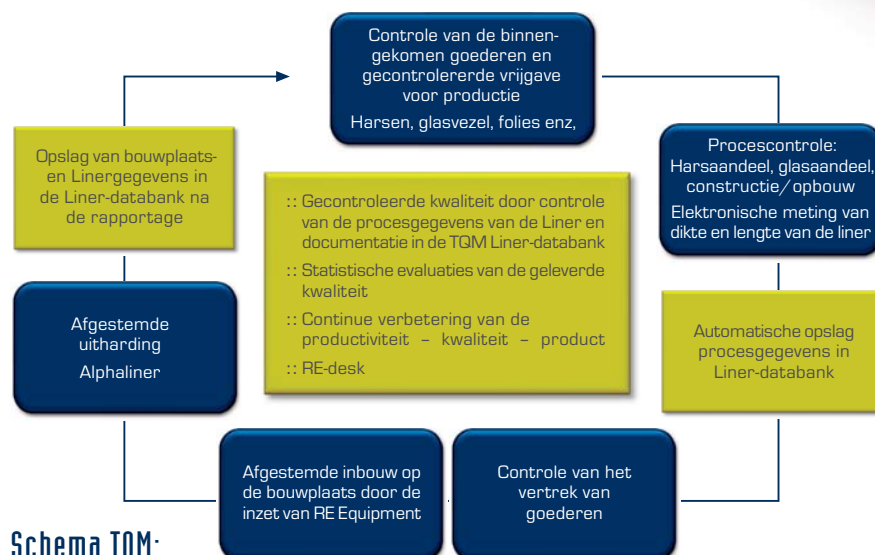 Controle van de binnen-
gekomen goederen en
gecontrolererde vrijgave
voor productie
Harsen, glasvezel, folies enz,
Opslag van bouwplaats-
en Linergegevens in
de Liner-databank na
de rapportage
Procescontrole:
Harsaandeel, glasaandeel,
constructie/opbouw
Elektronische meting van
dikte en lengte van de liner
:: Gecontroleerde kwaliteit door controle
van de procesgegevens van de Liner en
documentatie in de TQM Liner-databank
:: Statistische evaluaties van de geleverde
kwaliteit
:: Continue verbetering van de
productiviteit – kwaliteit – product
:: RE-desk
Afgestemde
uitharding
Alphaliner
Automatische opslag
procesgegevens in
Liner-databank
Afgestemde inbouw op
de bouwplaats door de
inzet van RE Equipment
Controle van het
vertrek van
goederen
Schema TQM: